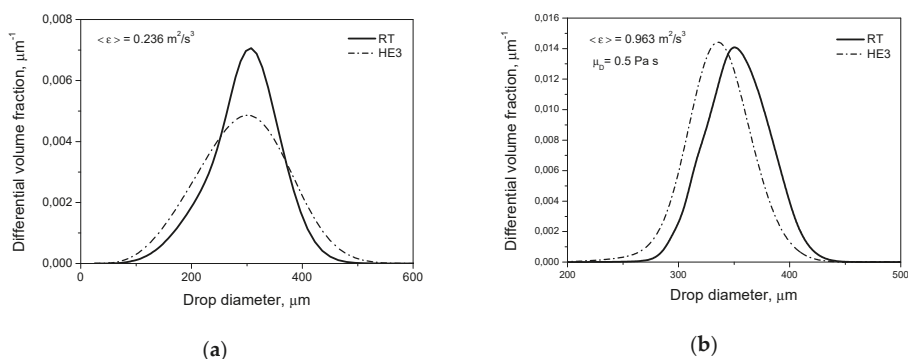 (a)
0,008
<ε> = 0.236 m²/s³
RT
HE3
0,006
0,004
0,002
0,000
Differential volume fraction, μm⁻¹
0
200
400
600
Drop diameter, μm
(a)
(b)
0,016
<ε> = 0.963 m²/s³
RT
HE3
μ_D = 0.5 Pa s
0,014
0,012
0,010
0,008
0,006
0,004
0,002
0,000
Differential volume fraction, μm⁻¹
200
300
400
500
Drop diameter, μm
(b)